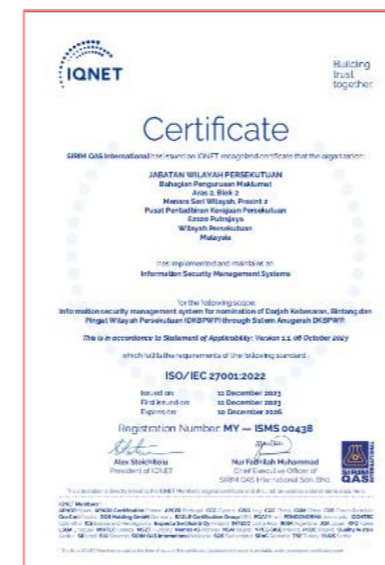 IQNET
Building
trust
together.
Certificate
SIRIM QAS International has issued an IQNET recognized certificate that the organization:
JABATAN WILAYAH PERSEKUTUAN
Bahagian Pengurusan Maklumat
Aras 2, Blok 2
Menara Seri Wilayah, Presint 2
Pusat Pentadbiran Kerajaan Persekutuan
62100 Putrajaya
Wilayah Persekutuan
Malaysia
has implemented and maintains an
Information Security Management Systems
for the following scope:
Information security management system for nomination of Darjah Kebesaran, Bintang dan
Pingat Wilayah Persekutuan (DKBPWP) through Sistem Anugerah DKBPWP.
This is in accordance to Statement of Applicability: Version 1.1, 06 October 2023
which fulfils the requirements of the following standard:
ISO/IEC 27001:2022
Issued on: 11 December 2023
First issued on: 11 December 2023
Expires on: 10 December 2026
Registration Number: MY — ISMS 00438
Alex Stoichitoiu
President of IQNET
Nur Fadhilah Muhammad
Chief Executive Officer of
SIRIM QAS International Sdn. Bhd.
SIRIM
QAS
IQNET Members: